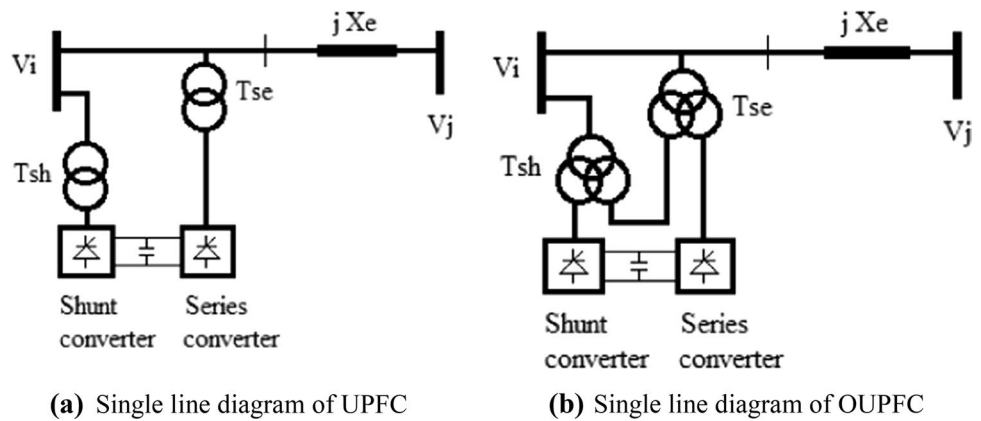 j Xe
Vi
Tse
Vj
Tsh
Shunt
converter
Series
converter
(a) Single line diagram of UPFC
j Xe
Vi
Tse
Vj
Tsh
Shunt
converter
Series
converter
(b) Single line diagram of OUPFC